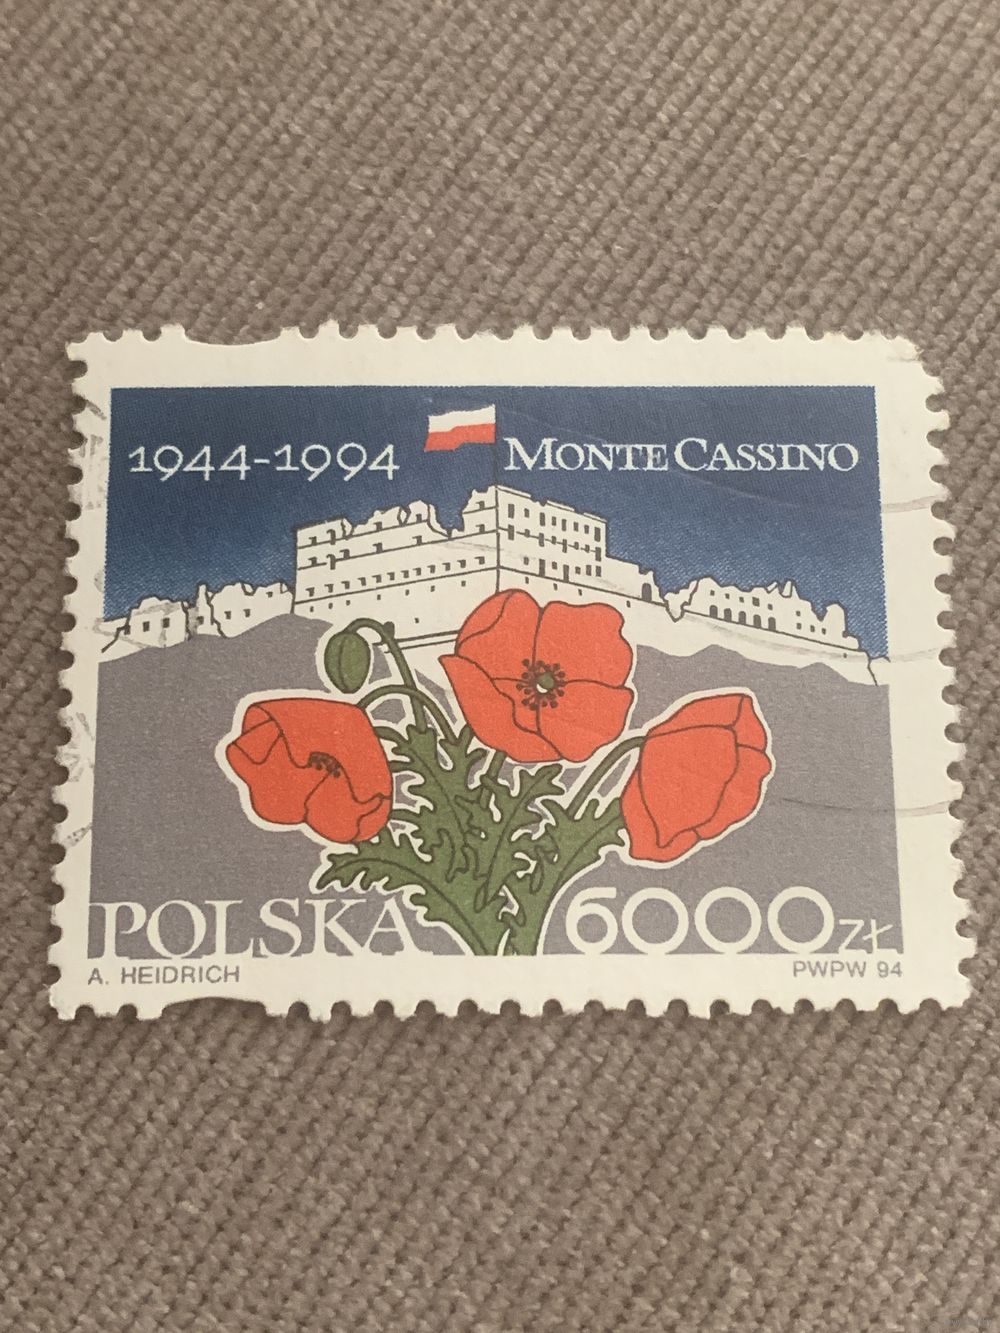 1944-1994 MONTE CASSINO
POLSKA 6000 ZŁ
A. HEIDRICH PWPW 94